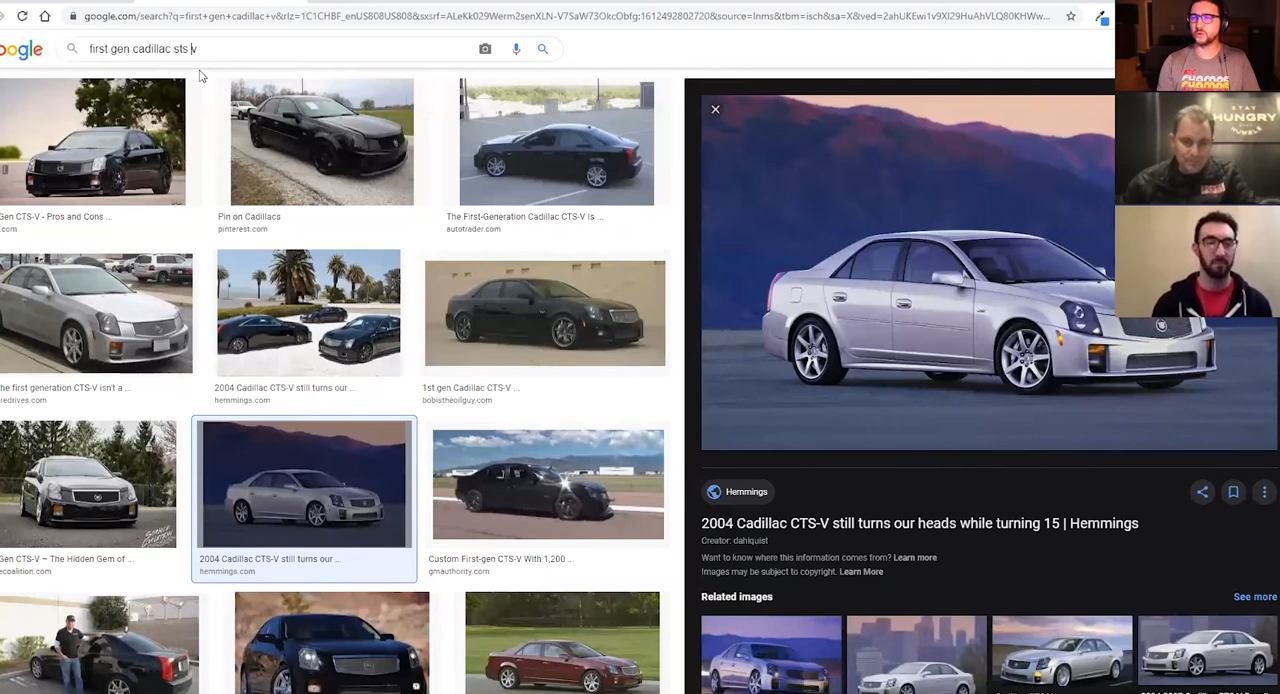 google.com/search?q=first+gen+cadillac+v&rlz=1C1CHBF_enUS808US808&sxsrf=ALeKk029Werm2senXLN-V7SaW73OkcObfg:1612492802720&source=lnms&tbm=isch&sa=X&ved=2ahUKEwi1v9Xl29HuAhVLQ80KHWw...
ogle
first gen cadillac sts v
STAY
HUNGRY
HUMBLE
CHAMPS
CHAMPS
Gen CTS-V - Pros and Cons ...
.com
Pin on Cadillacs
pinterest.com
The First-Generation Cadillac CTS-V Is ...
autotrader.com
he first generation CTS-V isn't a ...
redrives.com
2004 Cadillac CTS-V still turns our ...
hemmings.com
1st gen Cadillac CTS-V ...
bobistheoilguy.com
Gen CTS-V – The Hidden Gem of ...
ecoalition.com
2004 Cadillac CTS-V still turns our ...
hemmings.com
Custom First-gen CTS-V With 1,200 ...
gmauthority.com
Hemmings
2004 Cadillac CTS-V still turns our heads while turning 15 | Hemmings
Creator: dahlquist
Want to know where this information comes from? Learn more
Images may be subject to copyright. Learn More
Related images
See more